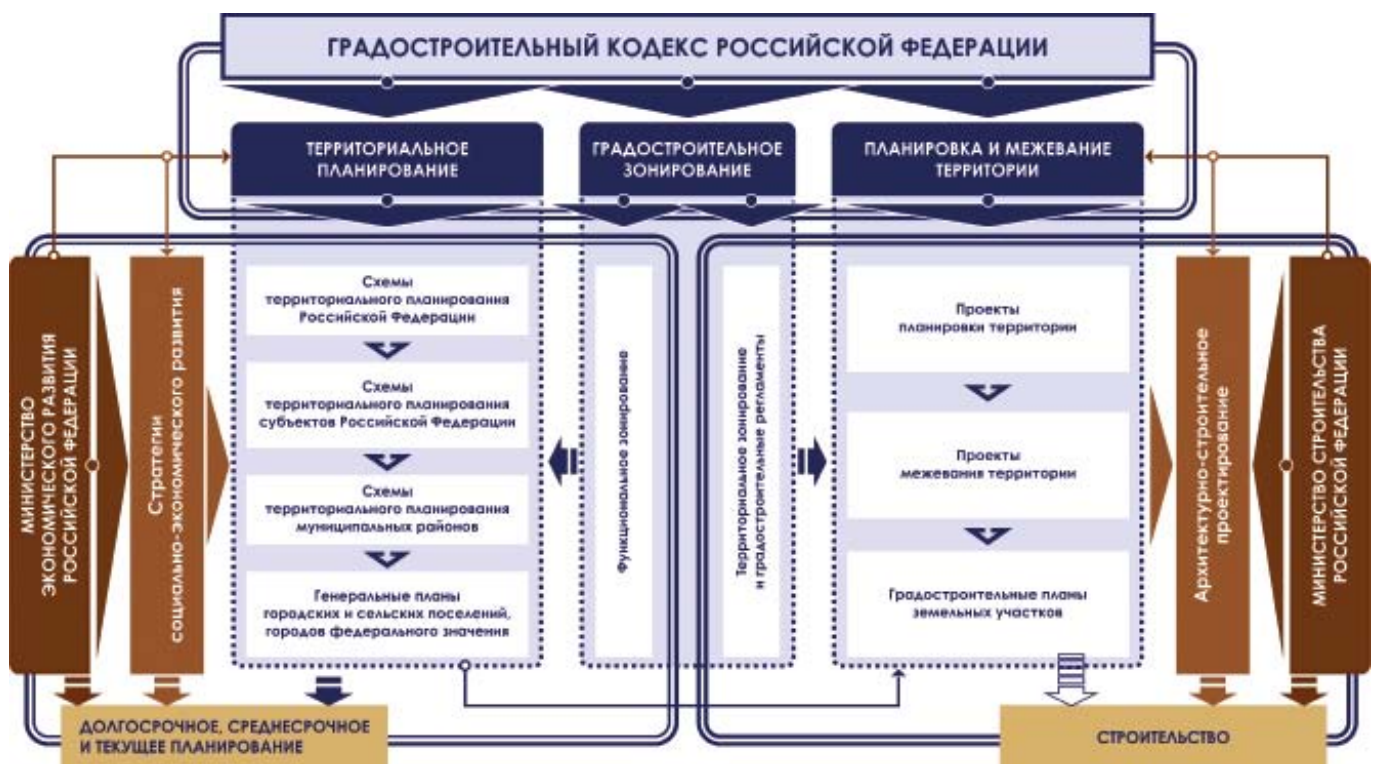 ГРАДОСТРОИТЕЛЬНЫЙ КОДЕКС РОССИЙСКОЙ ФЕДЕРАЦИИ
ТЕРРИТОРИАЛЬНОЕ
ПЛАНИРОВАНИЕ
ГРАДОСТРОИТЕЛЬНОЕ
ЗОНИРОВАНИЕ
ПЛАНИРОВКА И МЕЖЕВАНИЕ
ТЕРРИТОРИИ
МИНИСТЕРСТВО
ЭКОНОМИЧЕСКОГО РАЗВИТИЯ
РОССИЙСКОЙ ФЕДЕРАЦИИ
Стратегии
социально-экономического развития
Схемы
территориального планирования
Российской Федерации
Схемы
территориального планирования
субъектов Российской Федерации
Схемы
территориального планирования
муниципальных районов
Генеральные планы
городских и сельских поселений,
городов федерального значения
Функциональное зонирование
Территориальное зонирование
и градостроительные регламенты
Проекты
планировки территории
Проекты
межевания территории
Градостроительные планы
земельных участков
Архитектурно-строительное
проектирование
МИНИСТЕРСТВО СТРОИТЕЛЬСТВА
РОССИЙСКОЙ ФЕДЕРАЦИИ
ДОЛГОСРОЧНОЕ, СРЕДНЕСРОЧНОЕ
И ТЕКУЩЕЕ ПЛАНИРОВАНИЕ
СТРОИТЕЛЬСТВО